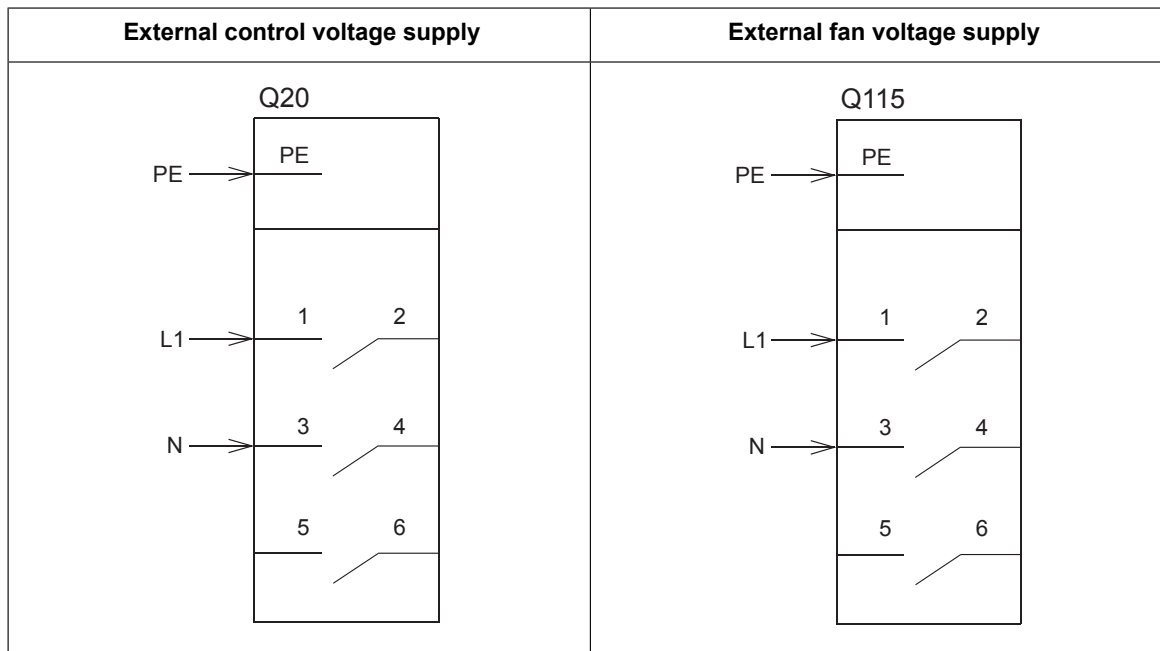 External control voltage supply
External fan voltage supply
Q20
PE
PE
L1
1
2
N
3
4
5
6
Q115
PE
PE
L1
1
2
N
3
4
5
6